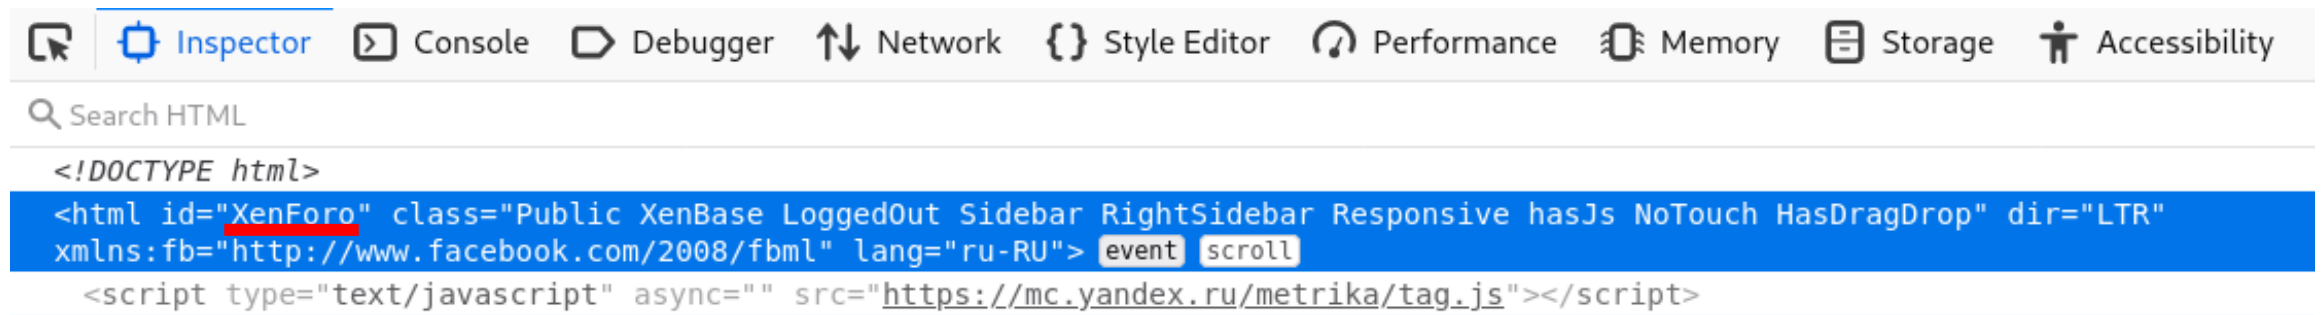 Inspector Console Debugger Network Style Editor Performance Memory Storage Accessibility
Search HTML
<!DOCTYPE html>
<html id="XenForo" class="Public XenBase LoggedOut Sidebar RightSidebar Responsive hasJs NoTouch HasDragDrop" dir="LTR"
xmlns:fb="http://www.facebook.com/2008/fbml" lang="ru-RU"> event scroll
<script type="text/javascript" async="" src="https://mc.yandex.ru/metrika/tag.js"></script>